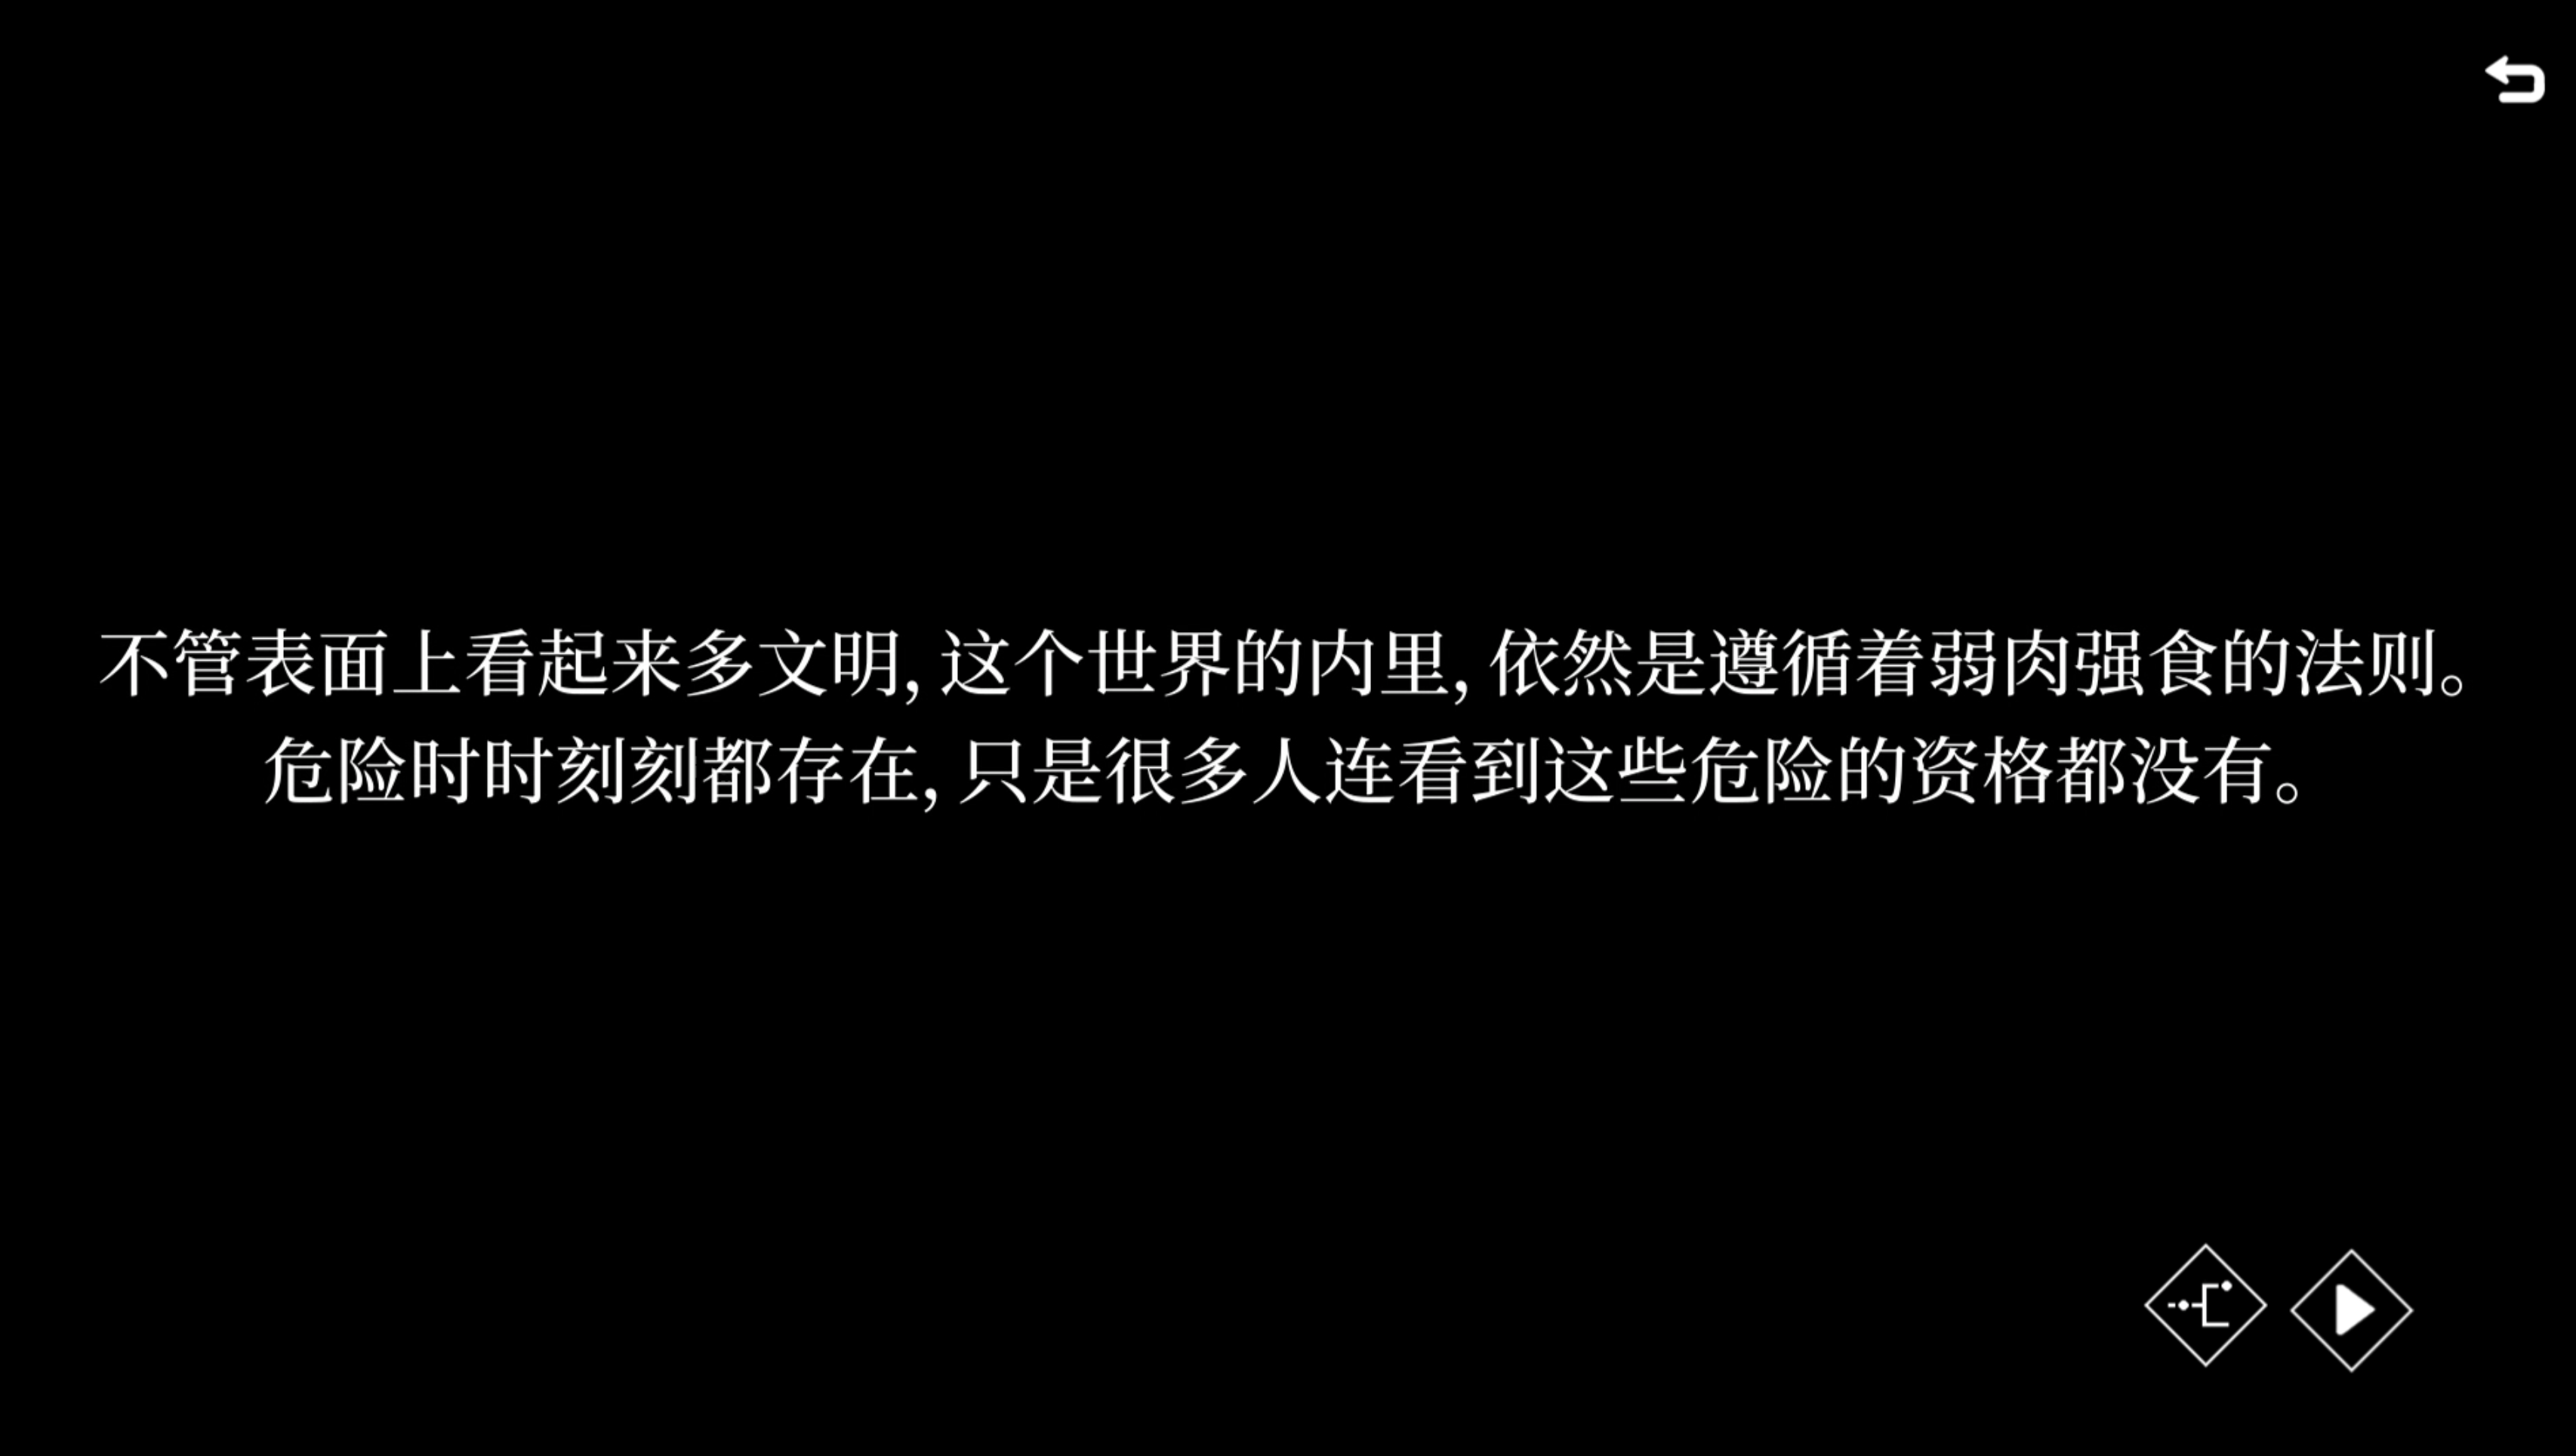 不管表面上看起来多文明, 这个世界的内里, 依然是遵循着弱肉强食的法则。
危险时时刻刻都存在, 只是很多人连看到这些危险的资格都没有。